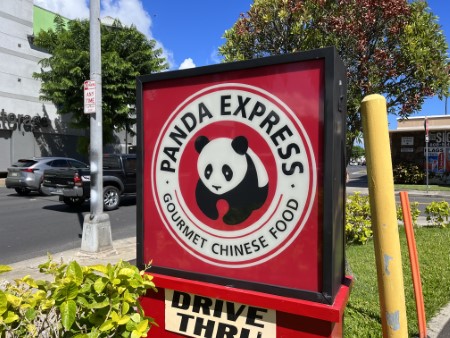 PANDA EXPRESS
GOURMET CHINESE FOOD
DRIVE
THRU